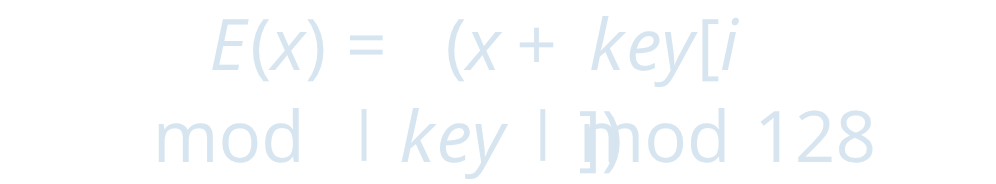 E(x) = (x + key[i
mod | key | ]) mod 128